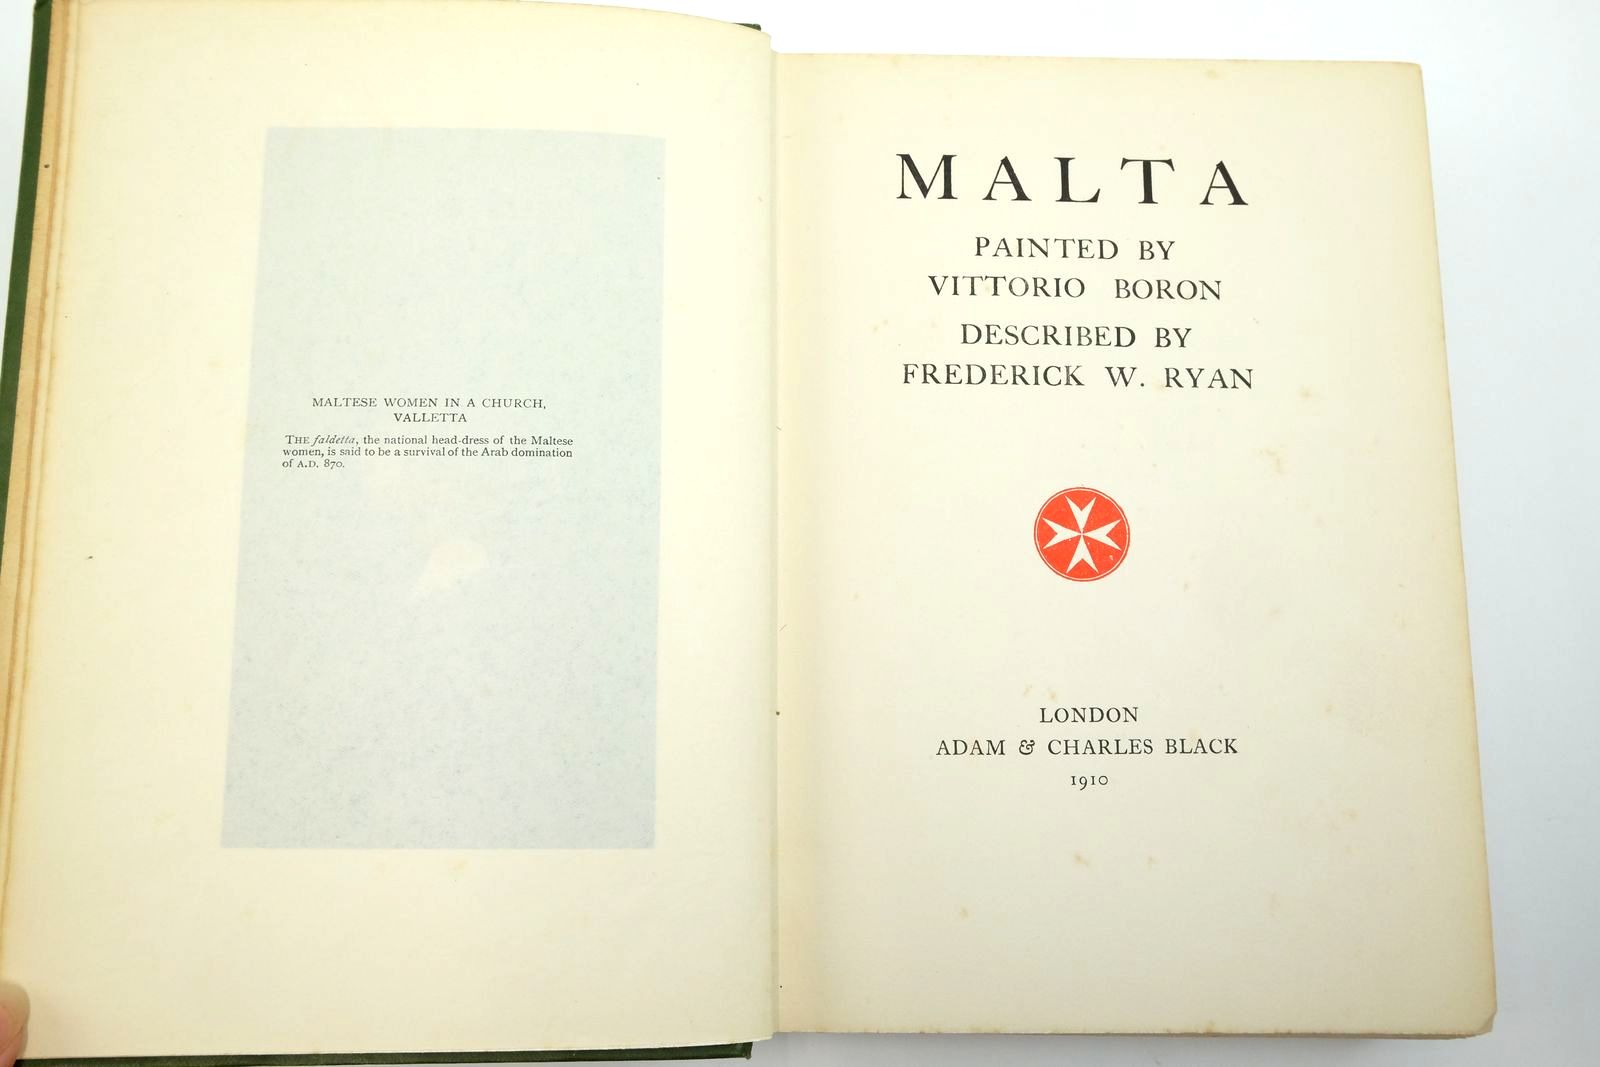 MALTESE WOMEN IN A CHURCH,
VALLETTA
THE faldetta, the national head-dress of the Maltese
women, is said to be a survival of the Arab domination
of A.D. 870.
MALTA
PAINTED BY
VITTORIO BORON
DESCRIBED BY
FREDERICK W. RYAN
LONDON
ADAM & CHARLES BLACK
1910